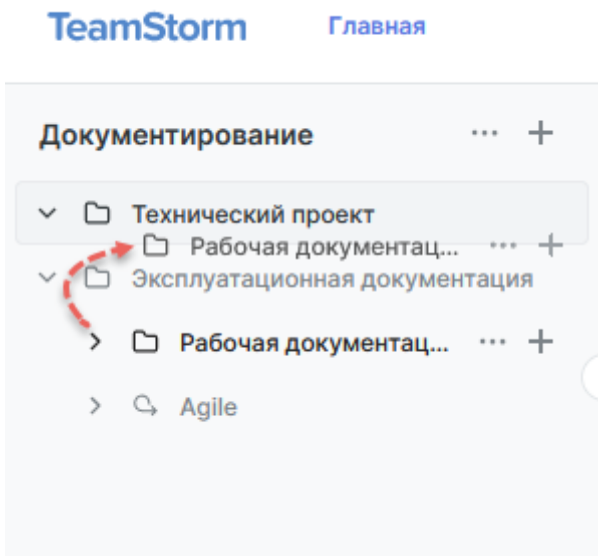 TeamStorm Главная
Документирование
Технический проект
Рабочая документац...
Эксплуатационная документация
Рабочая документац...
Agile